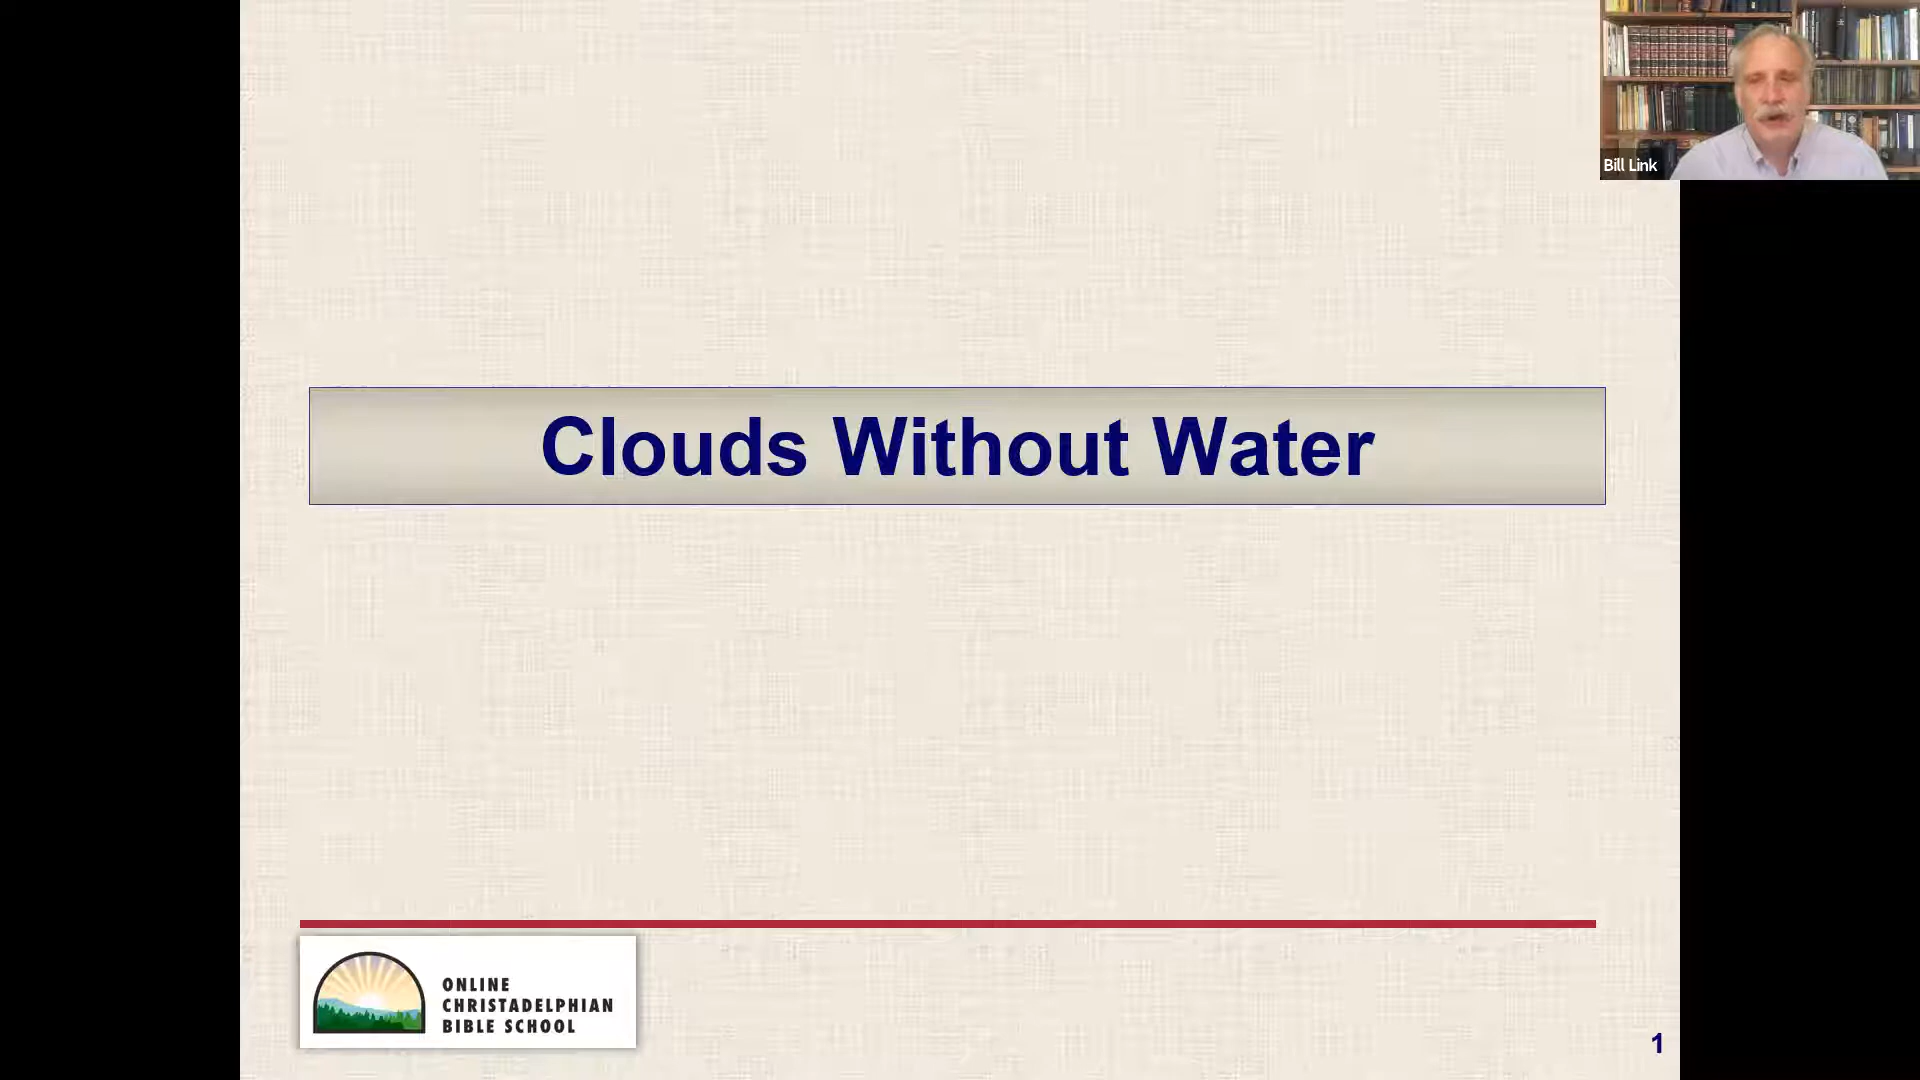 Bill Link
Clouds Without Water
ONLINE
CHRISTADELPHIAN
BIBLE SCHOOL
1